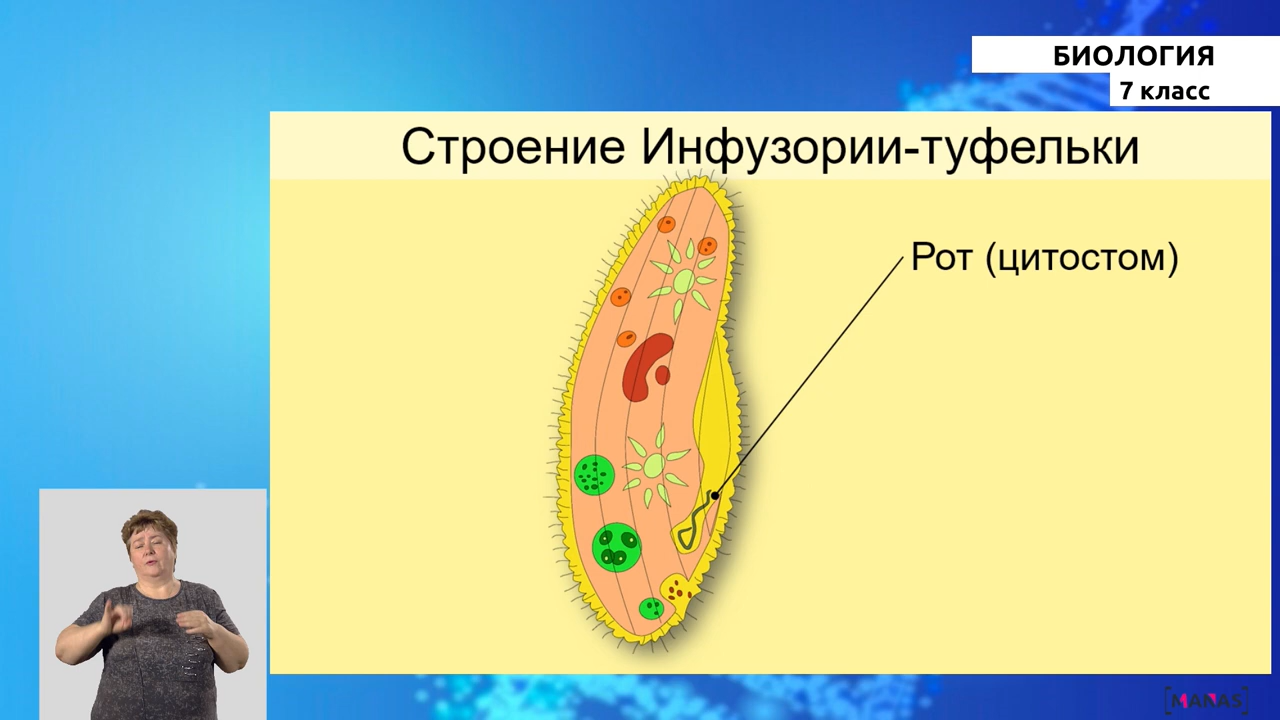 БИОЛОГИЯ
7 класс
Строение Инфузории-туфельки
Рот (цитостом)
[MANAS]